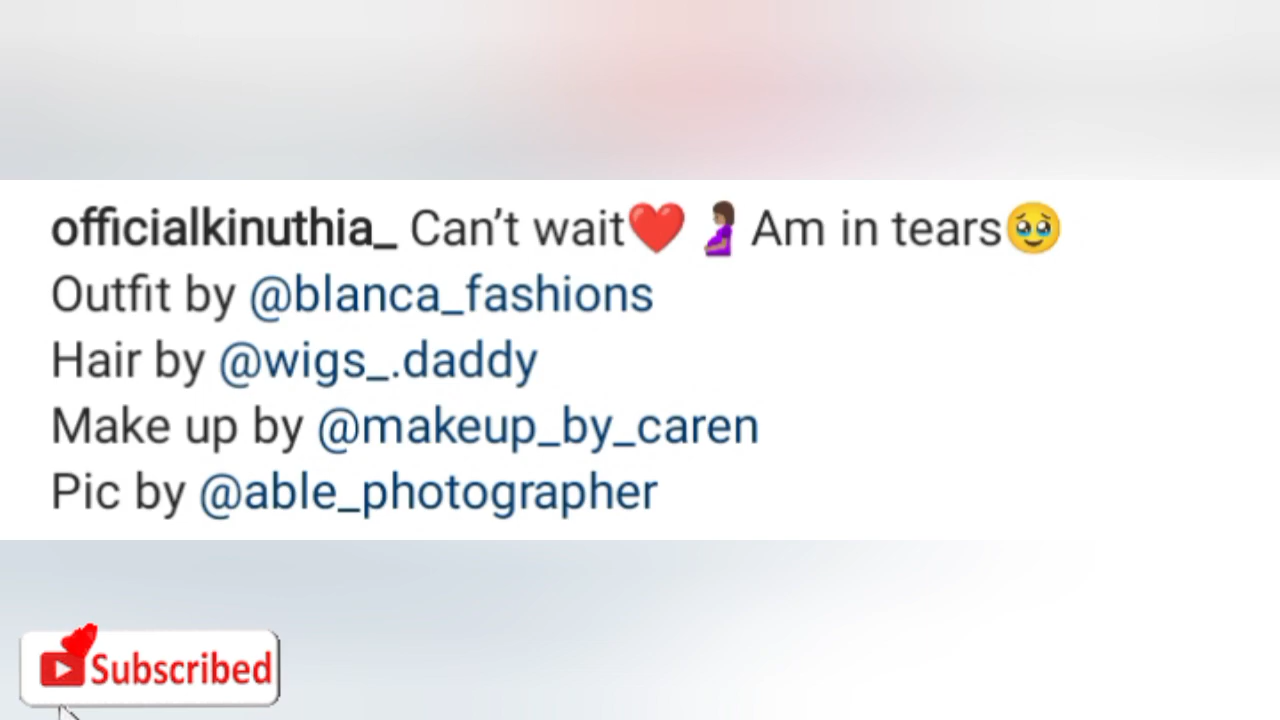 officialkinuthia_ Can't wait❤️ 🤰🏽Am in tears🥹
Outfit by @blanca_fashions
Hair by @wigs_.daddy
Make up by @makeup_by_caren
Pic by @able_photographer
Subscribed